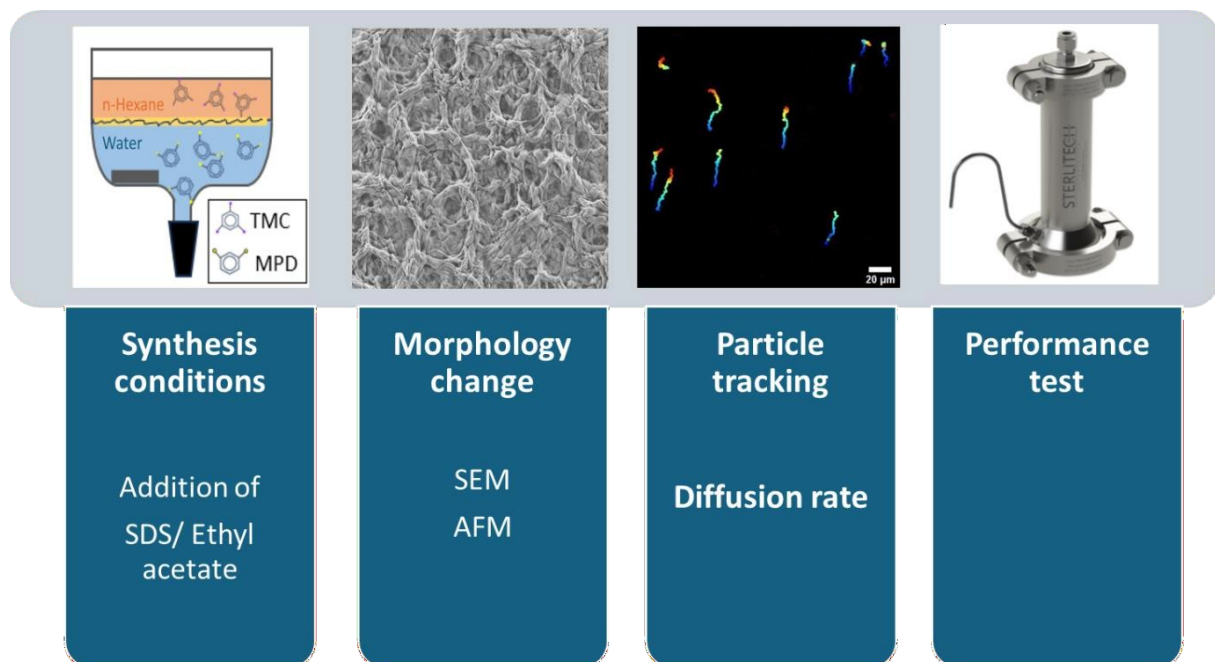 n-Hexane
Water
TMC
MPD
20 µm
STERLITECH
Synthesis
conditions
Addition of
SDS/ Ethyl
acetate
Morphology
change
SEM
AFM
Particle
tracking
Diffusion rate
Performance
test